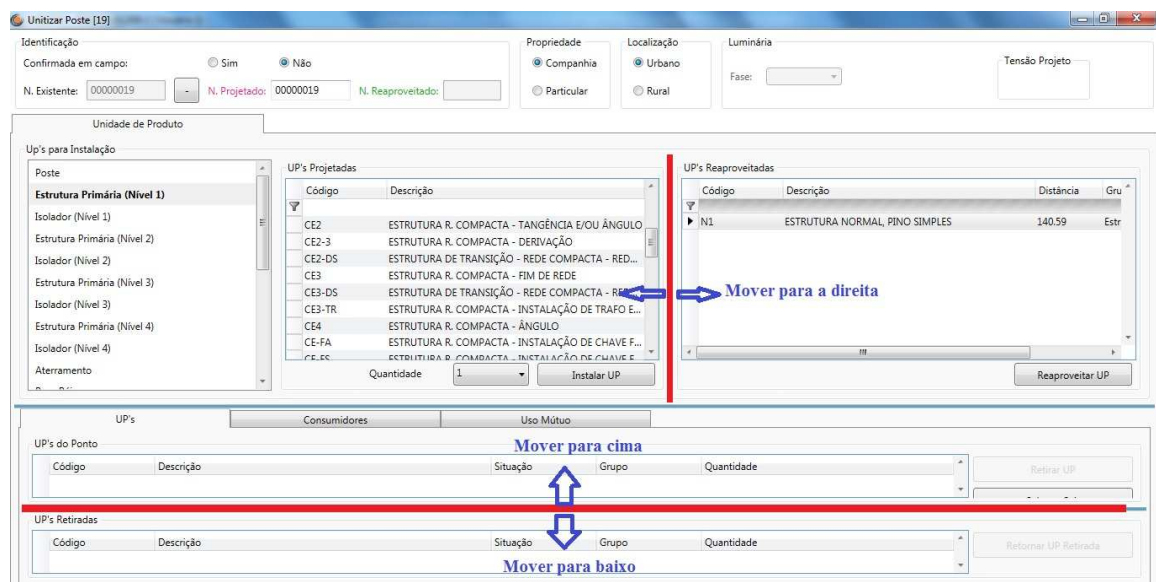 Unitizar Poste [19]
Identificação
Propriedade
Localização
Luminária
Confirmada em campo:
Sim
Não
Companhia
Urbano
Fase:
Tensão Projeto
N. Existente: 00000019
-
N. Projetado: 00000019
N. Reaproveitado:
Particular
Rural
Unidade de Produto
Up's para Instalação
Poste
Estrutura Primária (Nível 1)
Isolador (Nível 1)
Estrutura Primária (Nível 2)
Isolador (Nível 2)
Estrutura Primária (Nível 3)
Isolador (Nível 3)
Estrutura Primária (Nível 4)
Isolador (Nível 4)
Aterramento
UP's Projetadas
Código Descrição
CE2 ESTRUTURA R. COMPACTA - TANGÊNCIA E/OU ÂNGULO
CE2-3 ESTRUTURA R. COMPACTA - DERIVAÇÃO
CE2-DS ESTRUTURA DE TRANSIÇÃO - REDE COMPACTA - RED...
CE3 ESTRUTURA R. COMPACTA - FIM DE REDE
CE3-DS ESTRUTURA DE TRANSIÇÃO - REDE COMPACTA -
CE3-TR ESTRUTURA R. COMPACTA - INSTALAÇÃO DE TRAFO E...
CE4 ESTRUTURA R. COMPACTA - ÂNGULO
CE-FA ESTRUTURA R. COMPACTA - INSTALAÇÃO DE CHAVE F...
CE-FS ESTRUTURA R. COMPACTA - INSTALAÇÃO DE CHAVE F
Quantidade 1 Instalar UP
UP's Reaproveitadas
Código Descrição Distância Gru
N1 ESTRUTURA NORMAL, PINO SIMPLES 140.59 Estr
Mover para a direita
Reaproveitar UP
UP's
Consumidores
Uso Mútuo
UP's do Ponto
Mover para cima
Código Descrição Situação Grupo Quantidade
Retirar UP
UP's Retiradas
Código Descrição Situação Grupo Quantidade
Retornar UP Retirada
Mover para baixo